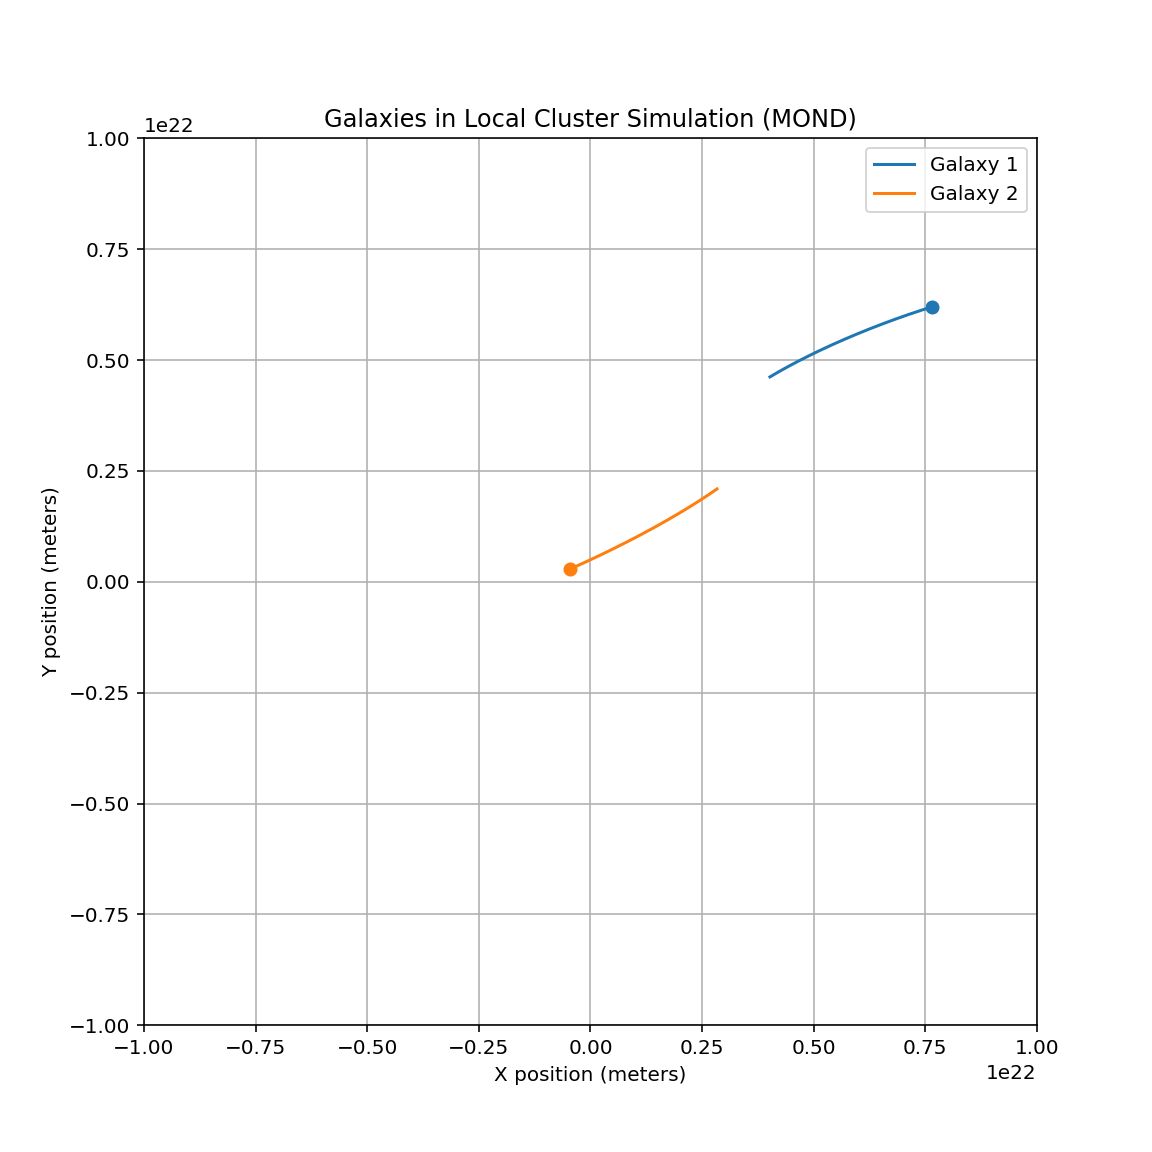 Galaxies in Local Cluster Simulation (MOND)
1e22
Galaxy 1
Galaxy 2
1.00
0.75
0.50
0.25
0.00
−0.25
−0.50
−0.75
−1.00
Y position (meters)
−1.00 −0.75 −0.50 −0.25 0.00 0.25 0.50 0.75 1.00
X position (meters)
1e22